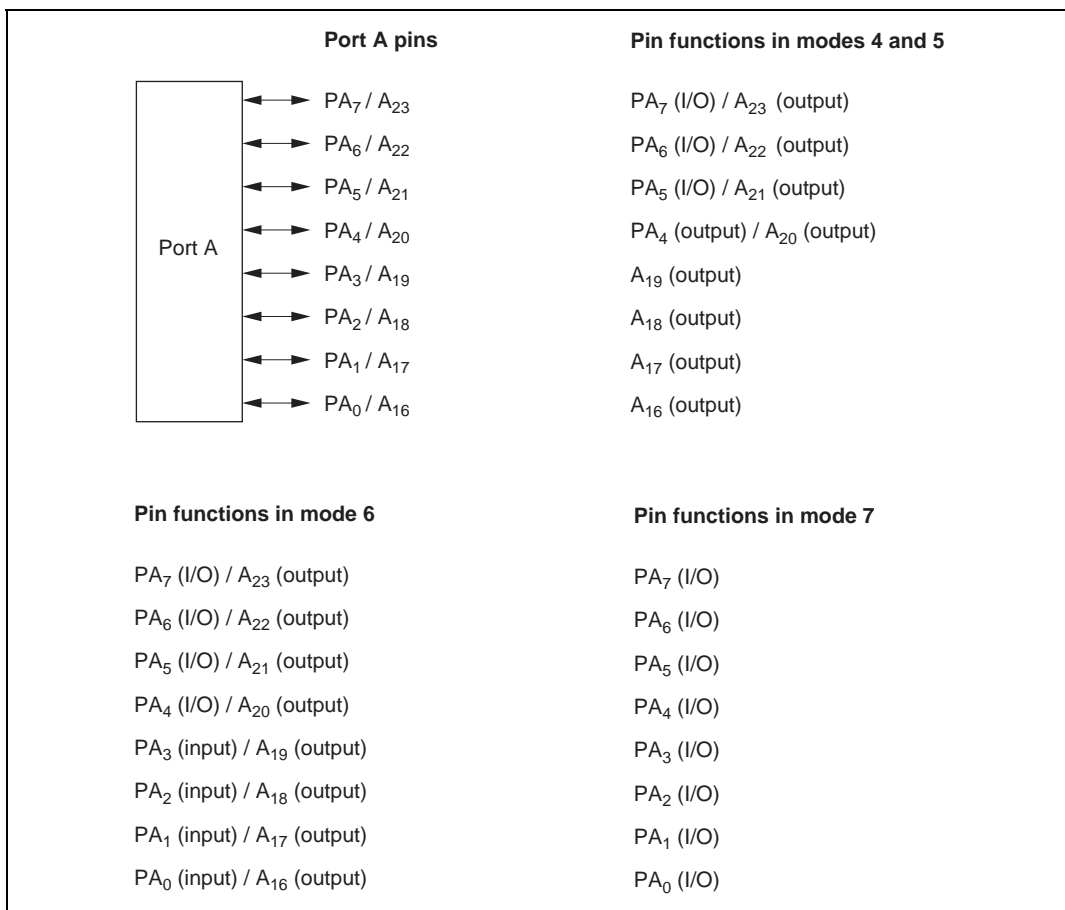 Port A pins Pin functions in modes 4 and 5
PA7 / A23 PA7 (I/O) / A23 (output)
PA6 / A22 PA6 (I/O) / A22 (output)
PA5 / A21 PA5 (I/O) / A21 (output)
PA4 / A20 PA4 (output) / A20 (output)
Port A
PA3 / A19 A19 (output)
PA2 / A18 A18 (output)
PA1 / A17 A17 (output)
PA0 / A16 A16 (output)
Pin functions in mode 6 Pin functions in mode 7
PA7 (I/O) / A23 (output) PA7 (I/O)
PA6 (I/O) / A22 (output) PA6 (I/O)
PA5 (I/O) / A21 (output) PA5 (I/O)
PA4 (I/O) / A20 (output) PA4 (I/O)
PA3 (input) / A19 (output) PA3 (I/O)
PA2 (input) / A18 (output) PA2 (I/O)
PA1 (input) / A17 (output) PA1 (I/O)
PA0 (input) / A16 (output) PA0 (I/O)